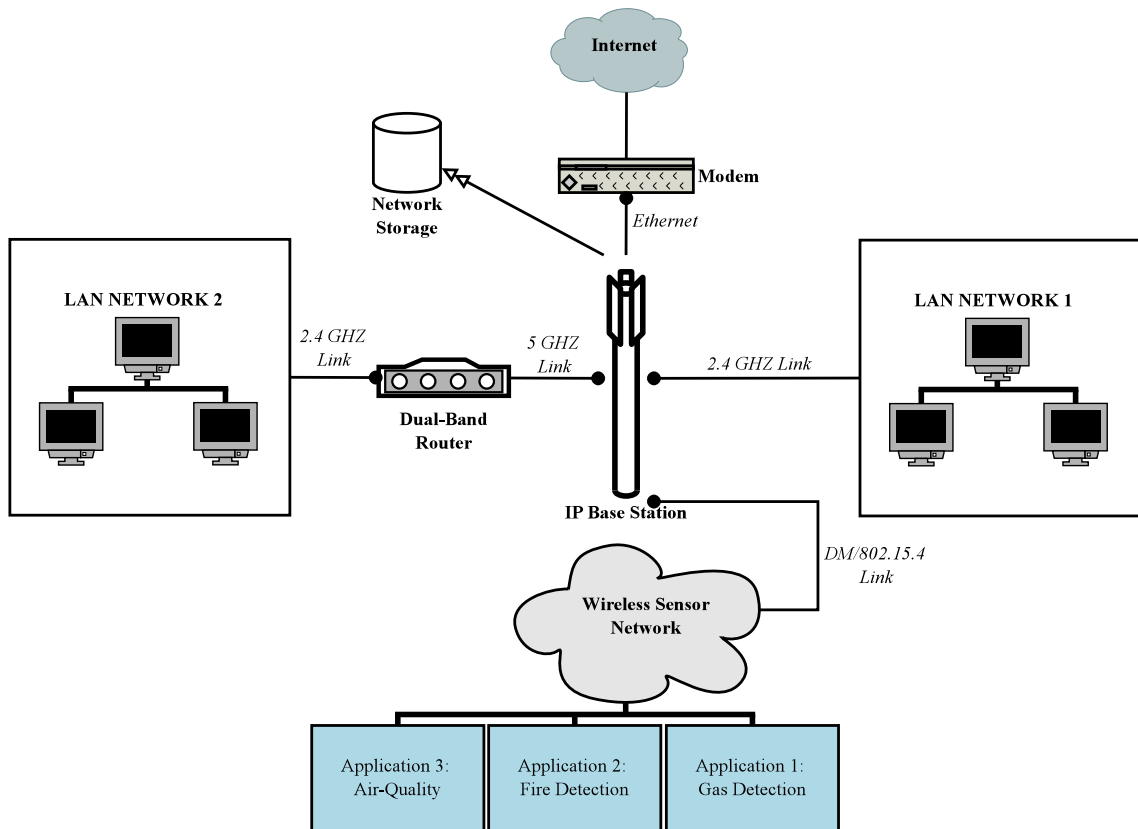 Internet
Modem
Network
Storage
Ethernet
LAN NETWORK 2
LAN NETWORK 1
2.4 GHZ
Link
5 GHZ
Link
2.4 GHZ Link
Dual-Band
Router
IP Base Station
DM/802.15.4
Link
Wireless Sensor
Network
Application 3:
Air-Quality
Application 2:
Fire Detection
Application 1:
Gas Detection